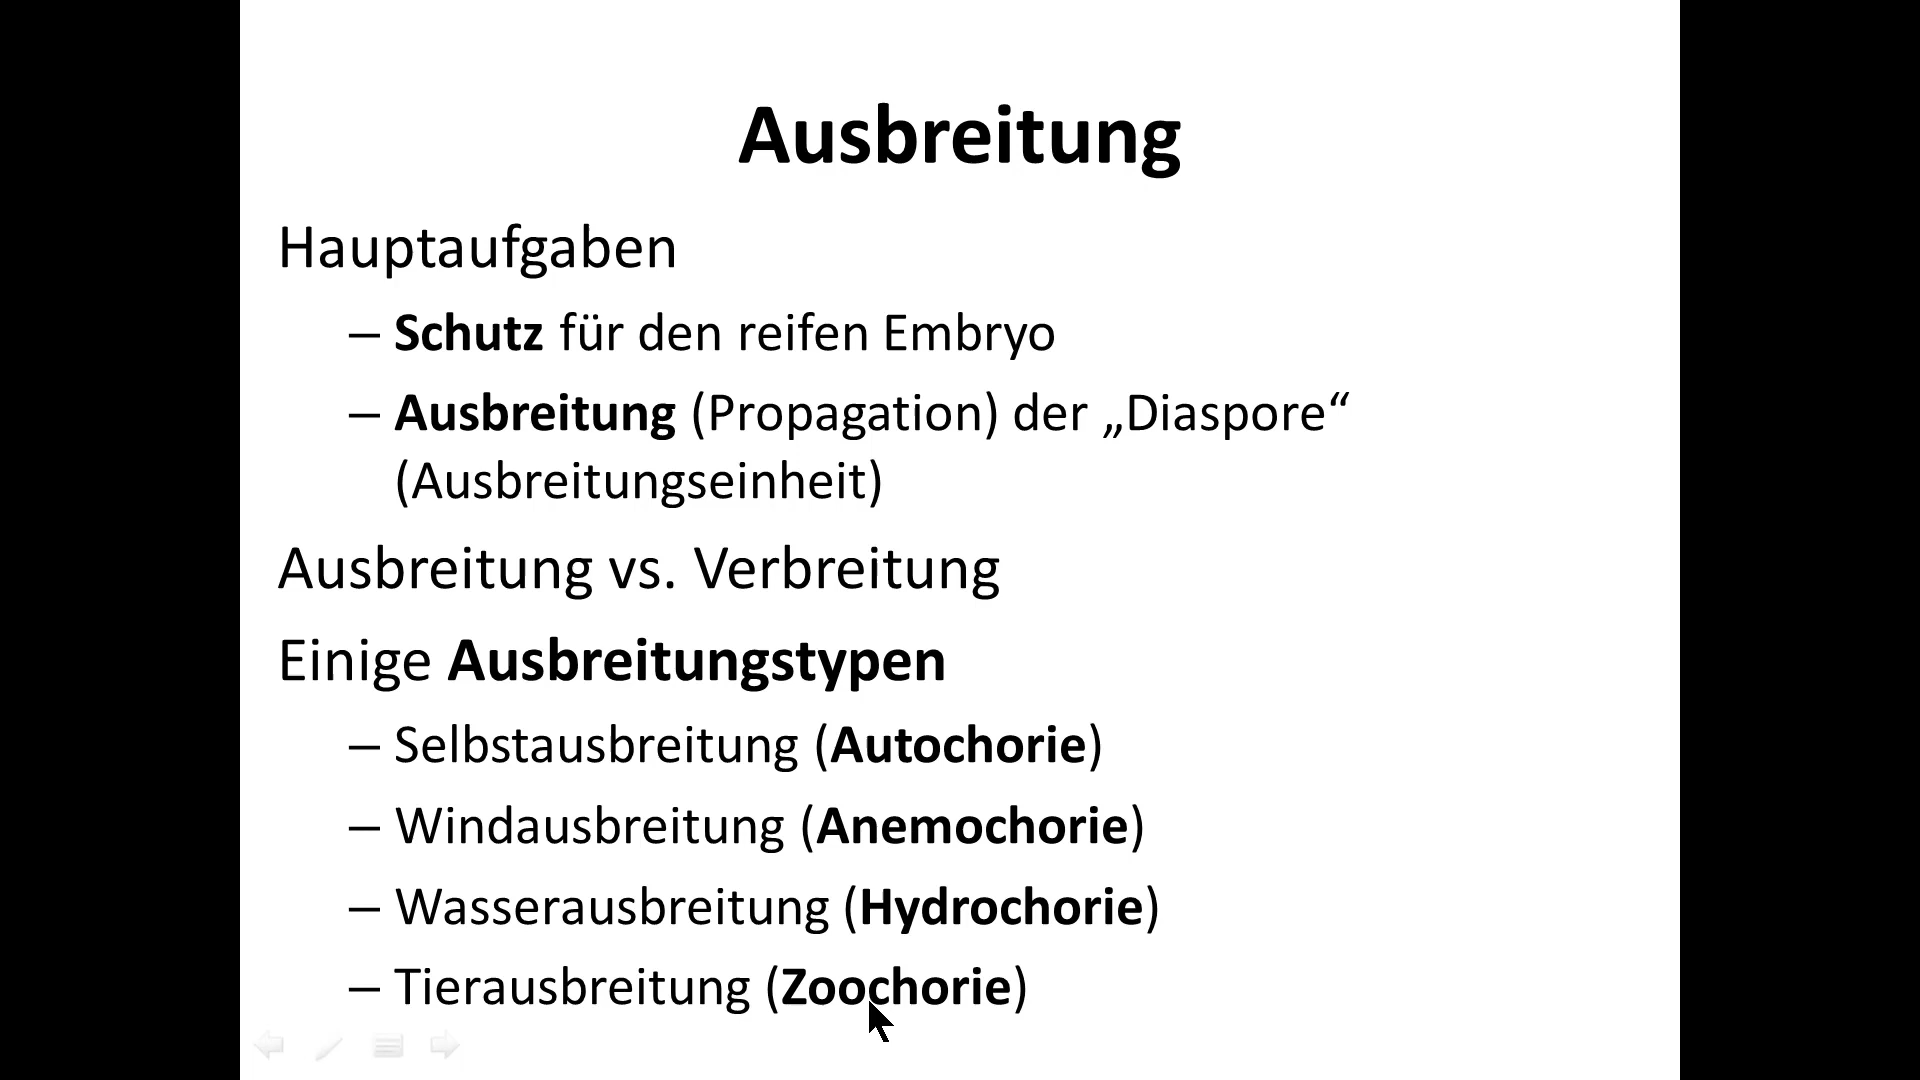 Ausbreitung
Hauptaufgaben
– Schutz für den reifen Embryo
– Ausbreitung (Propagation) der „Diaspore“
(Ausbreitungseinheit)
Ausbreitung vs. Verbreitung
Einige Ausbreitungstypen
– Selbstausbreitung (Autochorie)
– Windausbreitung (Anemochorie)
– Wasserausbreitung (Hydrochorie)
– Tierausbreitung (Zoochorie)